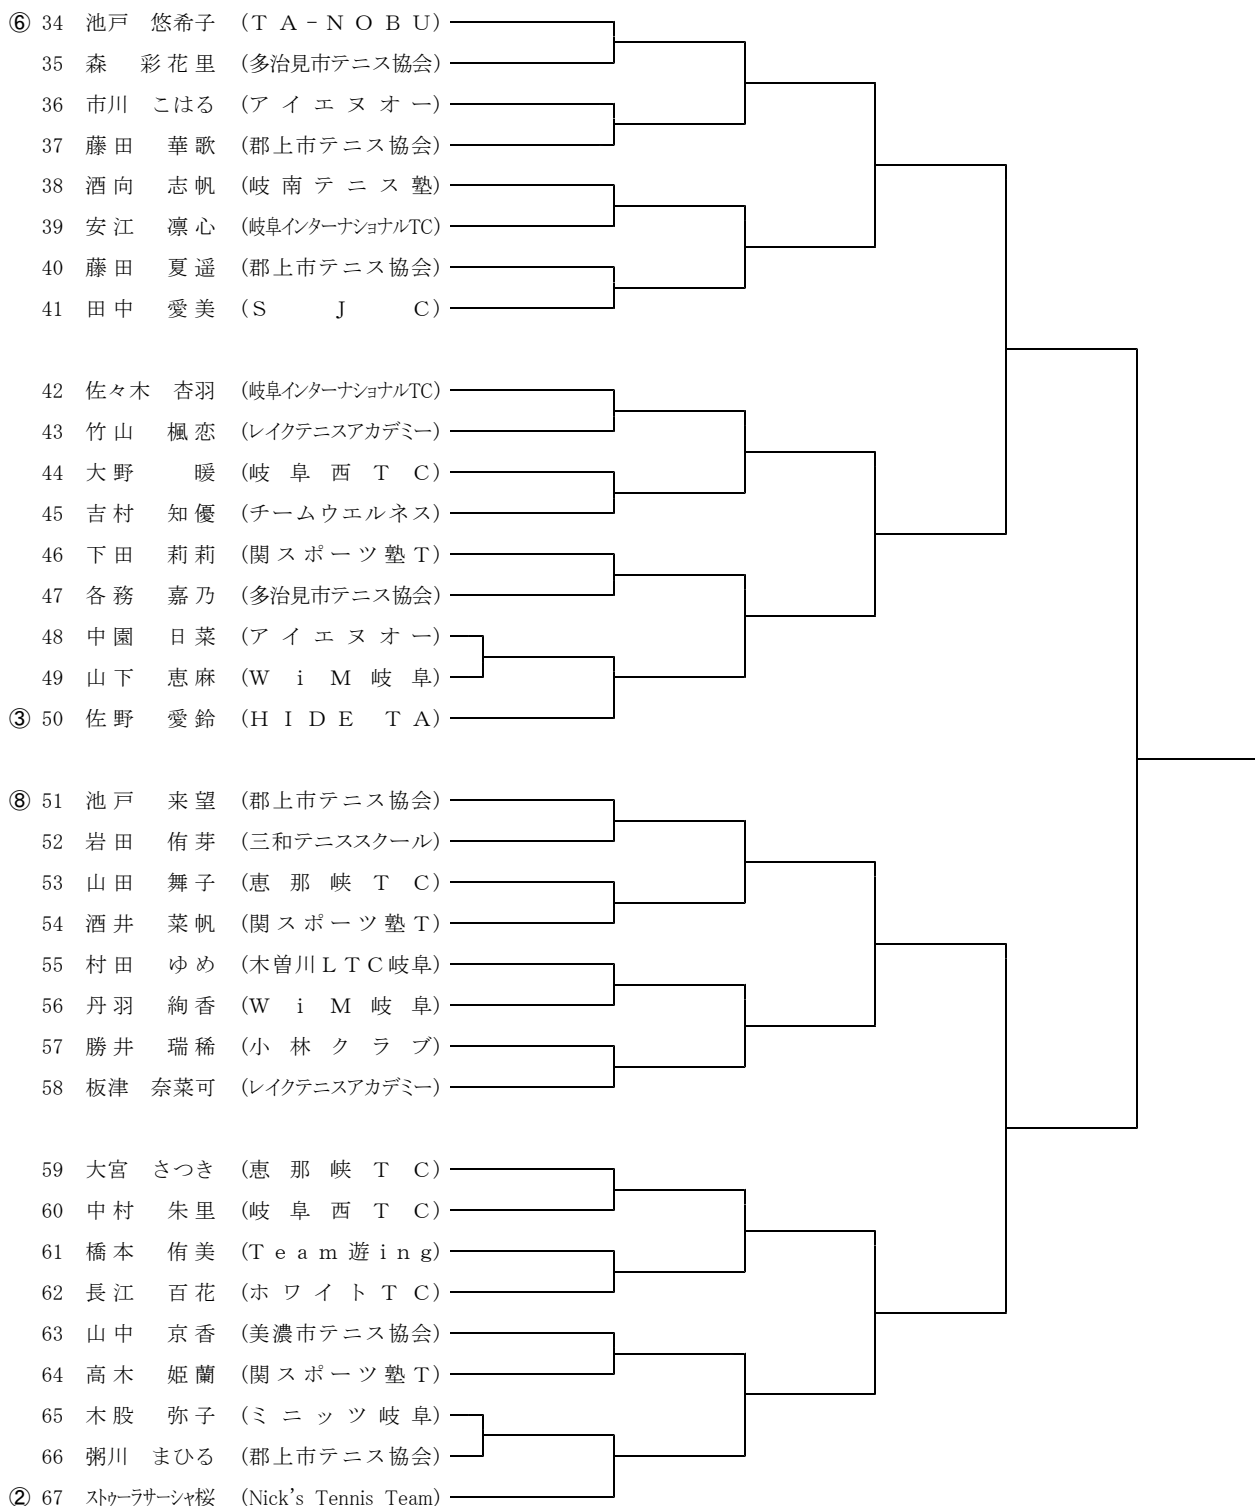 ⑥ 34 池戸 悠希子 (ＴＡ-ＮＯＢＵ)
35 森 彩花里 (多治見市テニス協会)
36 市川 こはる (アイエヌオー)
37 藤田 華歌 (郡上市テニス協会)
38 酒向 志帆 (岐南テニス塾)
39 安江 凛心 (岐阜インターナショナルTC)
40 藤田 夏遥 (郡上市テニス協会)
41 田中 愛美 (Ｓ Ｊ Ｃ)
42 佐々木 杏羽 (岐阜インターナショナルTC)
43 竹山 楓恋 (レイクテニスアカデミー)
44 大野 暖 (岐阜西ＴＣ)
45 吉村 知優 (チームウエルネス)
46 下田 莉莉 (関スポーツ塾Ｔ)
47 各務 嘉乃 (多治見市テニス協会)
48 中園 日菜 (アイエヌオー)
49 山下 恵麻 (ＷｉＭ岐阜)
③ 50 佐野 愛鈴 (ＨＩＤＥ ＴＡ)
⑧ 51 池戸 来望 (郡上市テニス協会)
52 岩田 侑芽 (三和テニススクール)
53 山田 舞子 (恵那峡ＴＣ)
54 酒井 菜帆 (関スポーツ塾Ｔ)
55 村田 ゆめ (木曽川ＬＴＣ岐阜)
56 丹羽 絢香 (ＷｉＭ岐阜)
57 勝井 瑞稀 (小林クラブ)
58 板津 奈菜可 (レイクテニスアカデミー)
59 大宮 さつき (恵那峡ＴＣ)
60 中村 朱里 (岐阜西ＴＣ)
61 橋本 侑美 (Ｔｅａｍ遊ｉｎｇ)
62 長江 百花 (ホワイトＴＣ)
63 山中 京香 (美濃市テニス協会)
64 高木 姫蘭 (関スポーツ塾Ｔ)
65 木股 弥子 (ミニッツ岐阜)
66 粥川 まひる (郡上市テニス協会)
② 67 ストゥーラサーシャ桜 (Nick's Tennis Team)